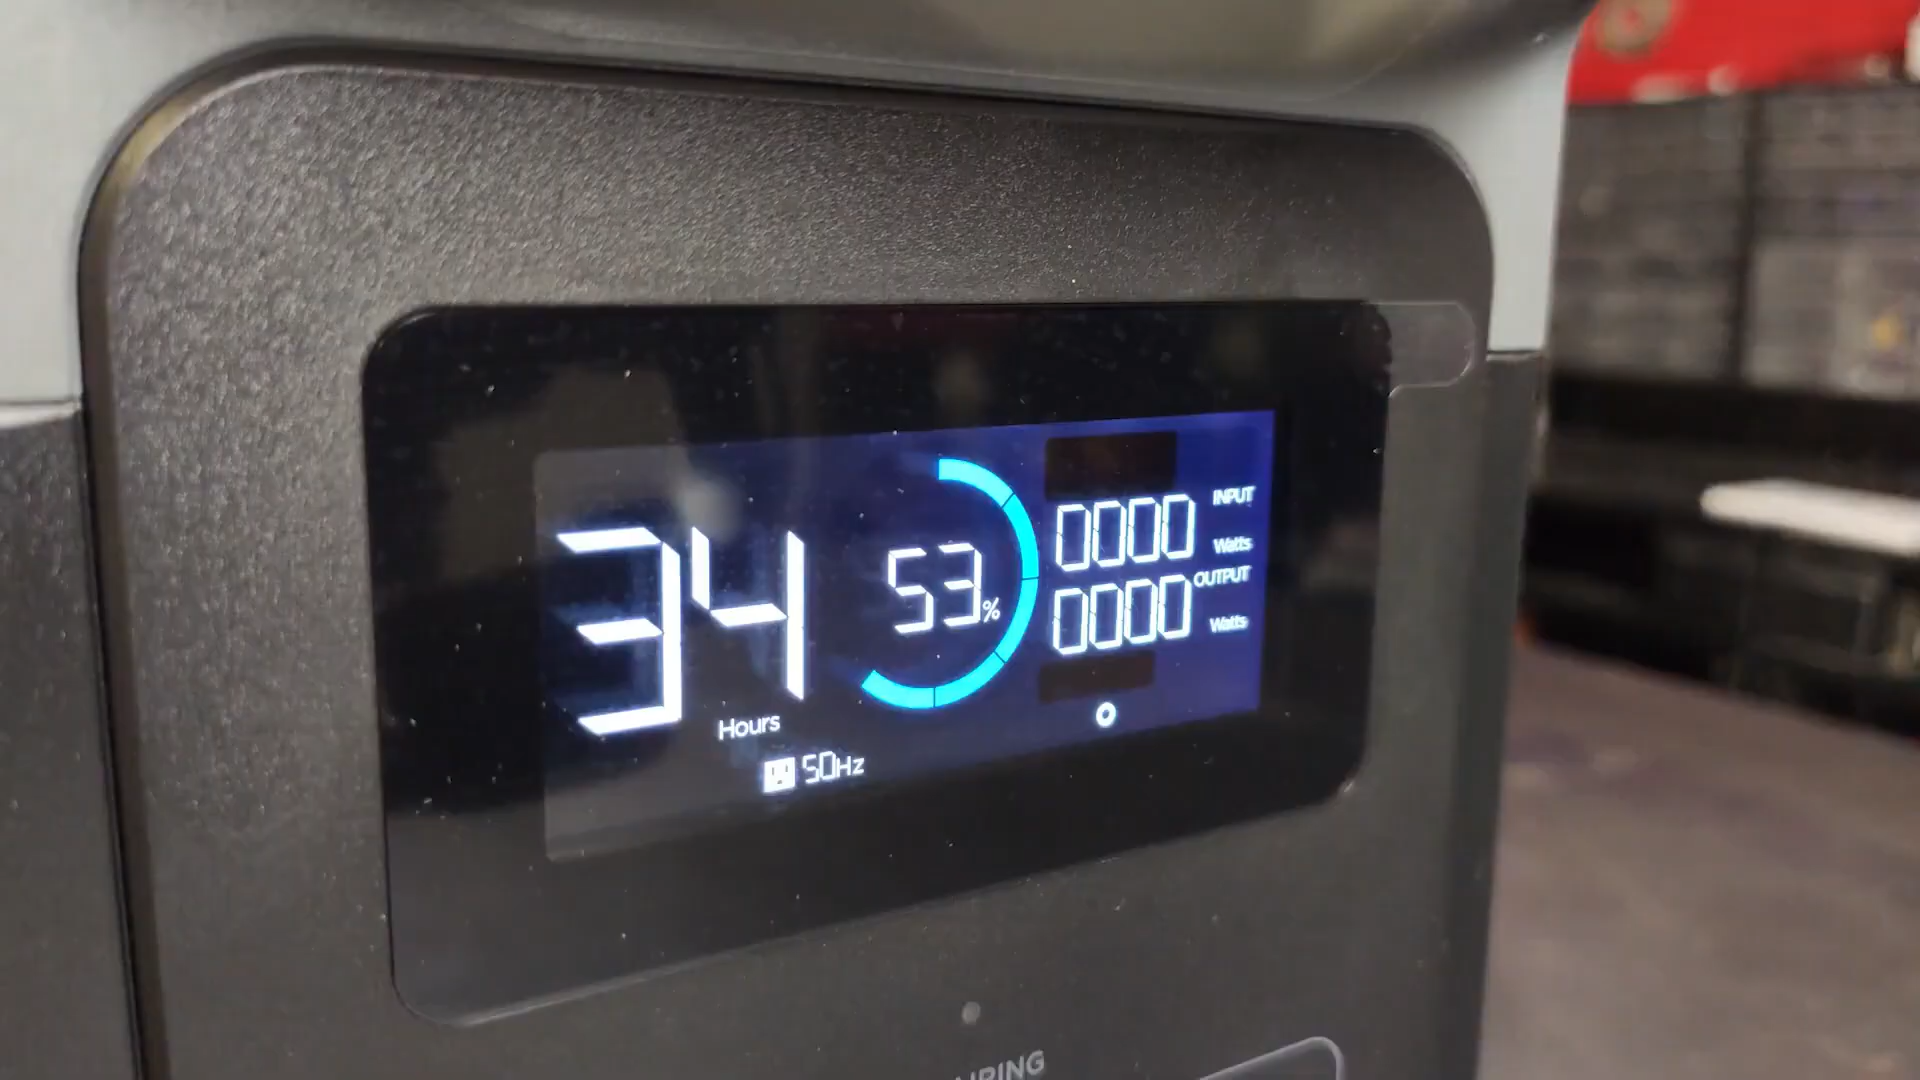 34
Hours
50Hz
53%
0000
INPUT
Watts
0000
OUTPUT
Watts